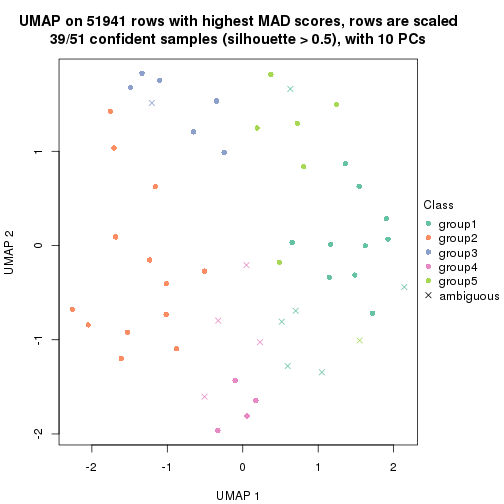 UMAP on 51941 rows with highest MAD scores, rows are scaled
39/51 confident samples (silhouette > 0.5), with 10 PCs
UMAP 2
1
0
-1
-2
-2
-1
0
1
2
UMAP 1
Class
group1
group2
group3
group4
group5
ambiguous